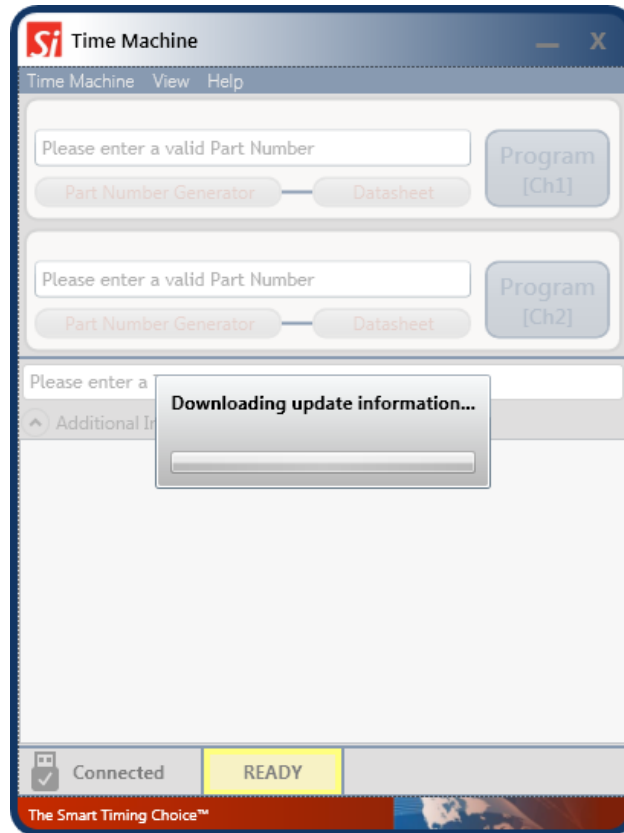 Si Time Machine
Time Machine View Help
Please enter a valid Part Number
Program
[Ch1]
Part Number Generator Datasheet
Please enter a valid Part Number
Program
[Ch2]
Part Number Generator Datasheet
Please enter a
Downloading update information...
Additional
Connected READY
The Smart Timing Choice™